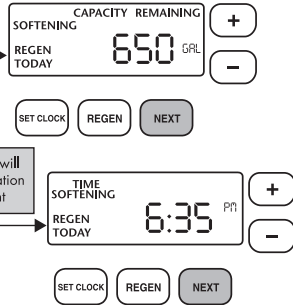 CAPACITY REMAINING
SOFTENING
REGEN
TODAY
650 GAL
+
−
SET CLOCK
REGEN
NEXT
will
ation
t
TIME
SOFTENING
REGEN
TODAY
6:35 PM
+
−
SET CLOCK
REGEN
NEXT